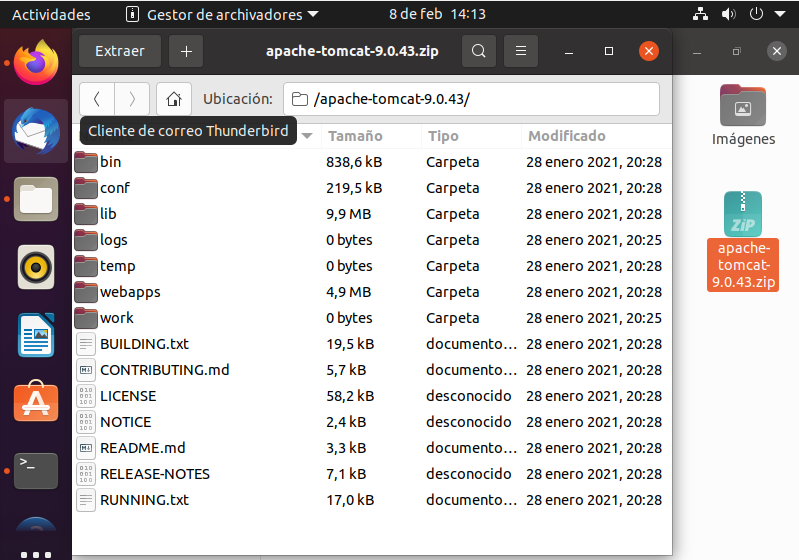 Actividades Gestor de archivadores 8 de feb 14:13
Extraer + apache-tomcat-9.0.43.zip
Ubicación: /apache-tomcat-9.0.43/
Cliente de correo Thunderbird
Tamaño Tipo Modificado
bin 838,6 kB Carpeta 28 enero 2021, 20:28
conf 219,5 kB Carpeta 28 enero 2021, 20:28
lib 9,9 MB Carpeta 28 enero 2021, 20:28
logs 0 bytes Carpeta 28 enero 2021, 20:25
temp 0 bytes Carpeta 28 enero 2021, 20:28
webapps 4,9 MB Carpeta 28 enero 2021, 20:28
work 0 bytes Carpeta 28 enero 2021, 20:25
BUILDING.txt 19,5 kB documento... 28 enero 2021, 20:28
CONTRIBUTING.md 5,7 kB documento... 28 enero 2021, 20:28
LICENSE 58,2 kB desconocido 28 enero 2021, 20:28
NOTICE 2,4 kB desconocido 28 enero 2021, 20:28
README.md 3,3 kB documento... 28 enero 2021, 20:28
RELEASE-NOTES 7,1 kB desconocido 28 enero 2021, 20:28
RUNNING.txt 17,0 kB documento... 28 enero 2021, 20:28
Imágenes
ZiP
apache-
tomcat-
9.0.43.zip